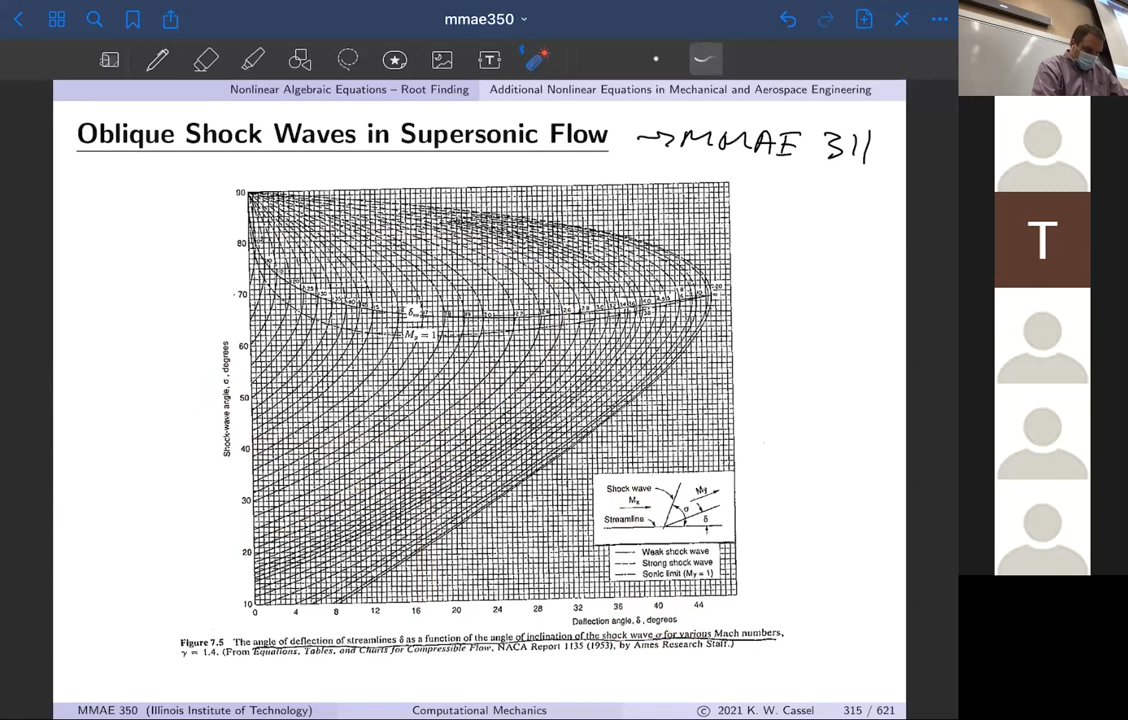 mmae350
Nonlinear Algebraic Equations – Root Finding
Additional Nonlinear Equations in Mechanical and Aerospace Engineering
Oblique Shock Waves in Supersonic Flow → MMAE 311
90
80
70
60
50
40
30
20
10
Shock-wave angle, σ, degrees
M_y = 1
Shock wave
M_x
My
σ
δ
Streamline
Weak shock wave
Strong shock wave
Sonic limit (My = 1)
0 4 8 12 16 20 24 28 32 36 40 44
Deflection angle, δ, degrees
Figure 7.5 The angle of deflection of streamlines δ as a function of the angle of inclination of the shock wave σ for various Mach numbers,
γ = 1.4. (From Equations, Tables, and Charts for Compressible Flow, NACA Report 1135 (1953), by Ames Research Staff.)
MMAE 350 (Illinois Institute of Technology)
Computational Mechanics
© 2021 K. W. Cassel
315 / 621
T